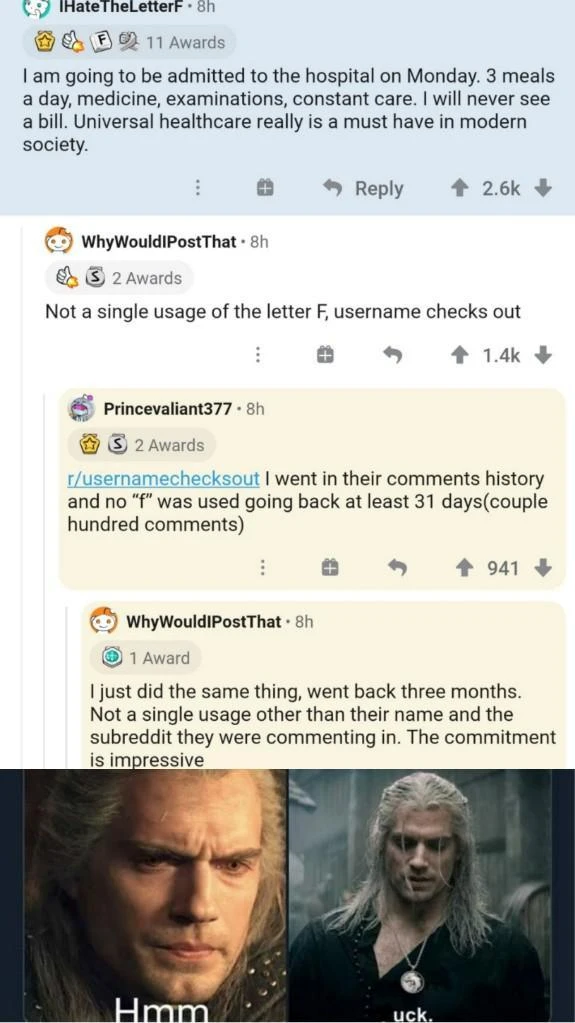 IHateTheLetterF • 8h
F 11 Awards
I am going to be admitted to the hospital on Monday. 3 meals
a day, medicine, examinations, constant care. I will never see
a bill. Universal healthcare really is a must have in modern
society.
Reply 2.6k
WhyWouldIPostThat • 8h
S 2 Awards
Not a single usage of the letter F, username checks out
1.4k
Princevaliant377 • 8h
S 2 Awards
r/usernamechecksout I went in their comments history
and no “f” was used going back at least 31 days(couple
hundred comments)
941
WhyWouldIPostThat • 8h
1 Award
I just did the same thing, went back three months.
Not a single usage other than their name and the
subreddit they were commenting in. The commitment
is impressive
Hmm
uck.